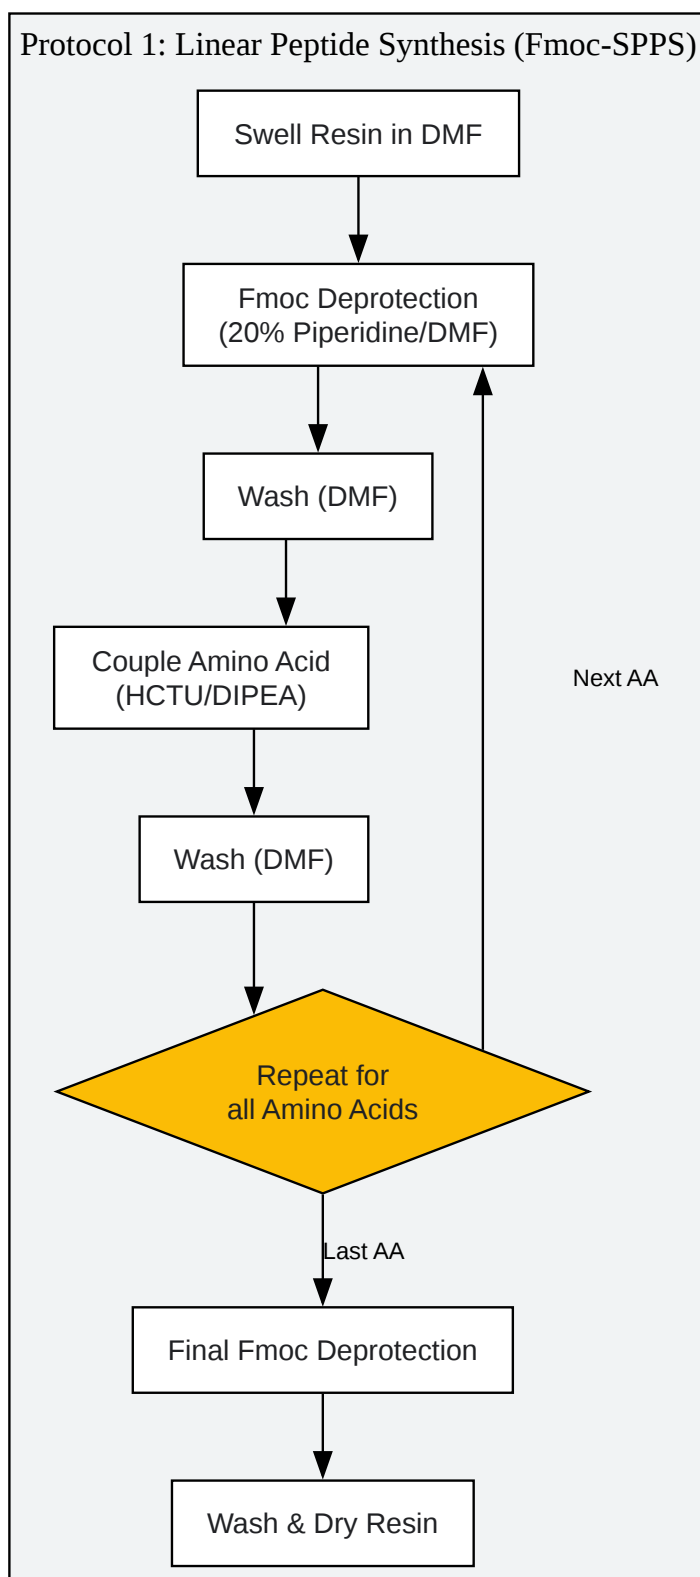 Protocol 1: Linear Peptide Synthesis (Fmoc-SPPS)
Swell Resin in DMF
Fmoc Deprotection
(20% Piperidine/DMF)
Wash (DMF)
Couple Amino Acid
(HCTU/DIPEA)
Next AA
Wash (DMF)
Repeat for
all Amino Acids
Last AA
Final Fmoc Deprotection
Wash & Dry Resin